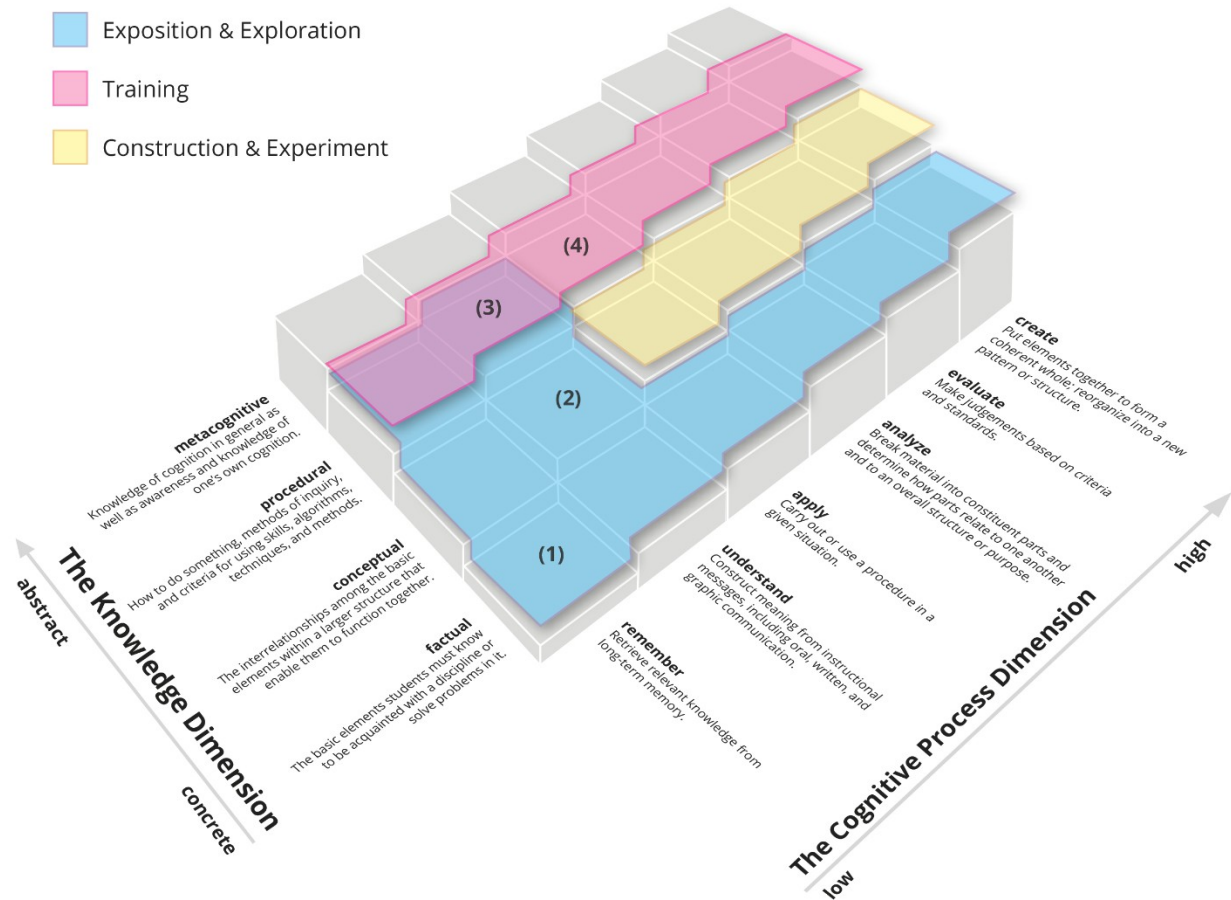 Exposition & Exploration
Training
Construction & Experiment
(4)
(3)
(2)
(1)
metacognitive
Knowledge of cognition in general as
well as awareness and knowledge of
one's own cognition.
procedural
How to do something, methods of inquiry,
and criteria for using skills, algorithms,
techniques, and methods.
conceptual
The interrelationships among the basic
elements within a larger structure that
enable them to function together.
factual
The basic elements students must know
to be acquainted with a discipline or
solve problems in it.
abstract
The Knowledge Dimension
concrete
remember
Retrieve relevant knowledge from
long-term memory.
understand
Construct meaning from instructional
messages, including oral, written, and
graphic communication.
apply
Carry out or use a procedure in a
given situation.
analyze
Break material into constituent parts and
determine how parts relate to one another
and to an overall structure or purpose.
evaluate
Make judgements based on criteria
and standards.
create
Put elements together to form a
coherent whole; reorganize into a new
pattern or structure.
low
The Cognitive Process Dimension
high